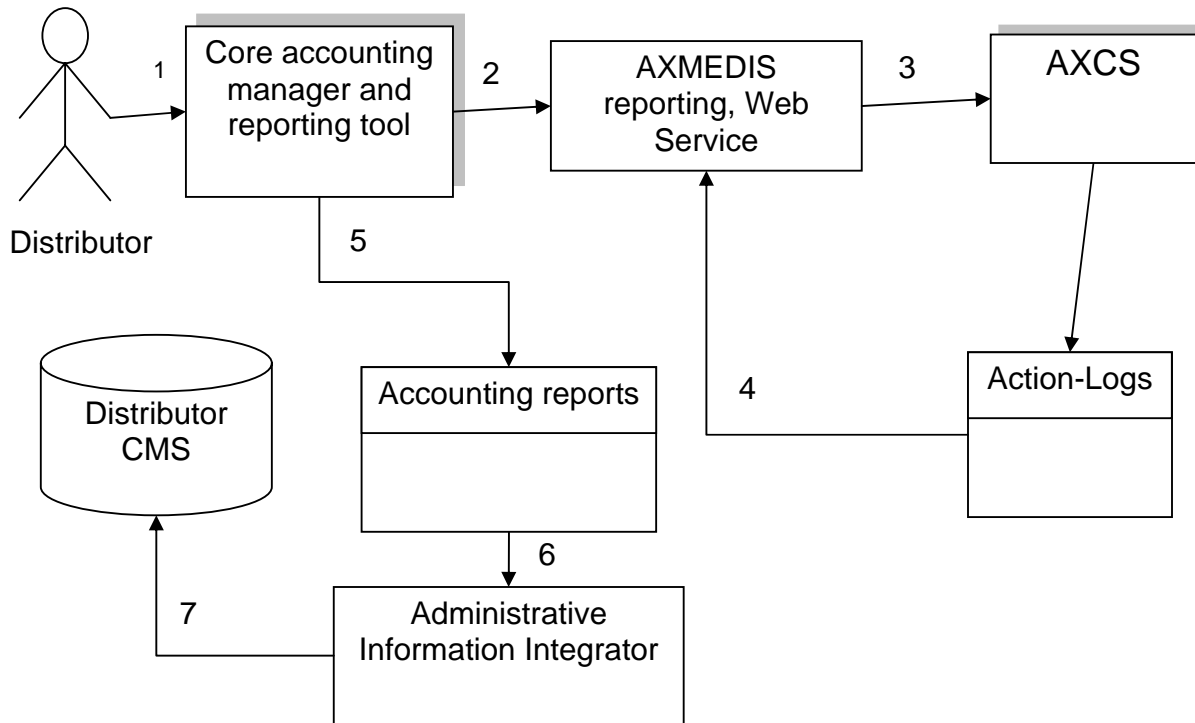 1
Core accounting
manager and
reporting tool
2
AXMEDIS
reporting, Web
Service
3
AXCS
Distributor
5
4
Action-Logs
Distributor
CMS
Accounting reports
6
7
Administrative
Information Integrator